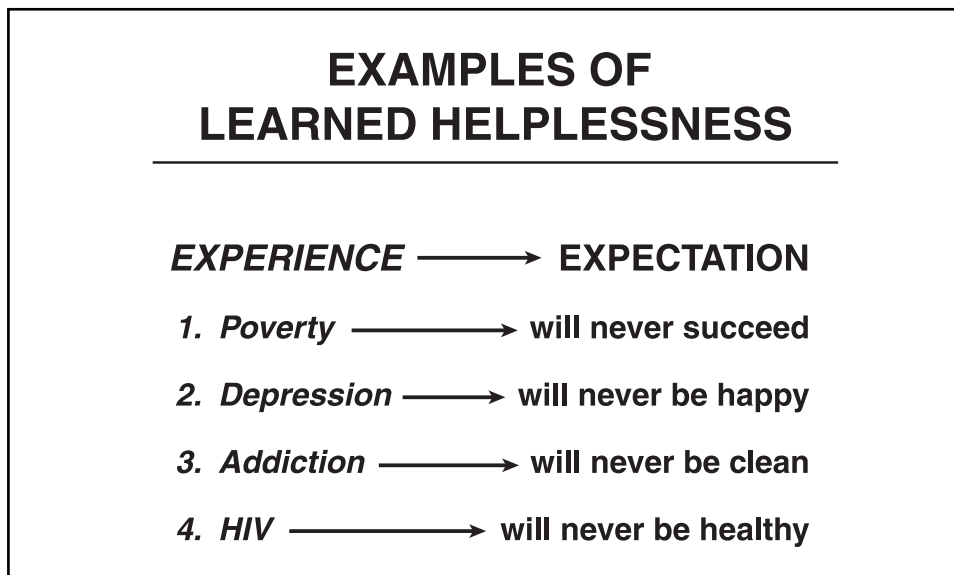 EXAMPLES OF
LEARNED HELPLESSNESS
EXPERIENCE → EXPECTATION
1. Poverty → will never succeed
2. Depression → will never be happy
3. Addiction → will never be clean
4. HIV → will never be healthy